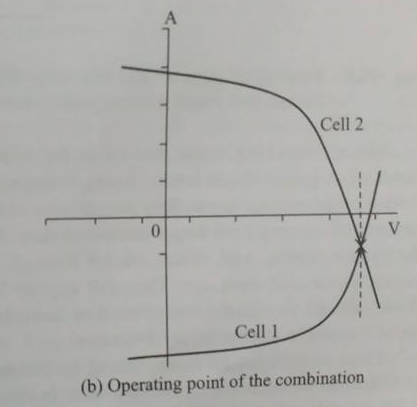 A
Cell 2
0
V
Cell 1
(b) Operating point of the combination